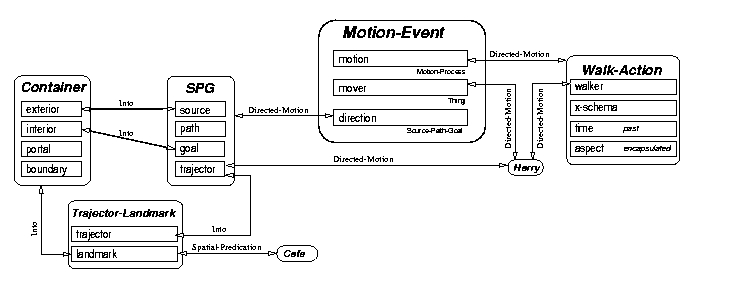 Motion-Event
motion
Motion-Process
mover
Thing
direction
Source-Path-Goal
Directed-Motion
Walk-Action
walker
x-schema
time past
aspect encapsulated
Container
exterior
interior
portal
boundary
Into
Into
SPG
source
path
goal
trajector
Directed-Motion
Directed-Motion
Directed-Motion
Directed-Motion
Harry
Trajector-Landmark
trajector
landmark
Into
Into
Spatial-Predication
Cafe